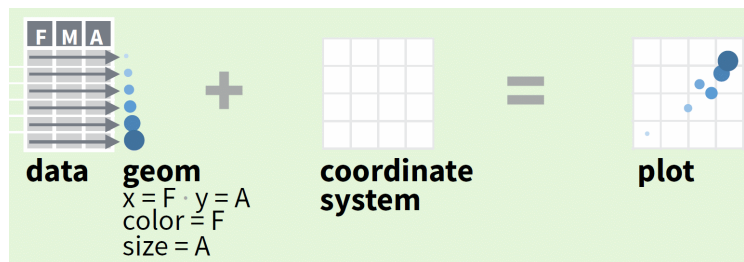 F M A
+
=
data
geom
x = F · y = A
color = F
size = A
coordinate
system
plot